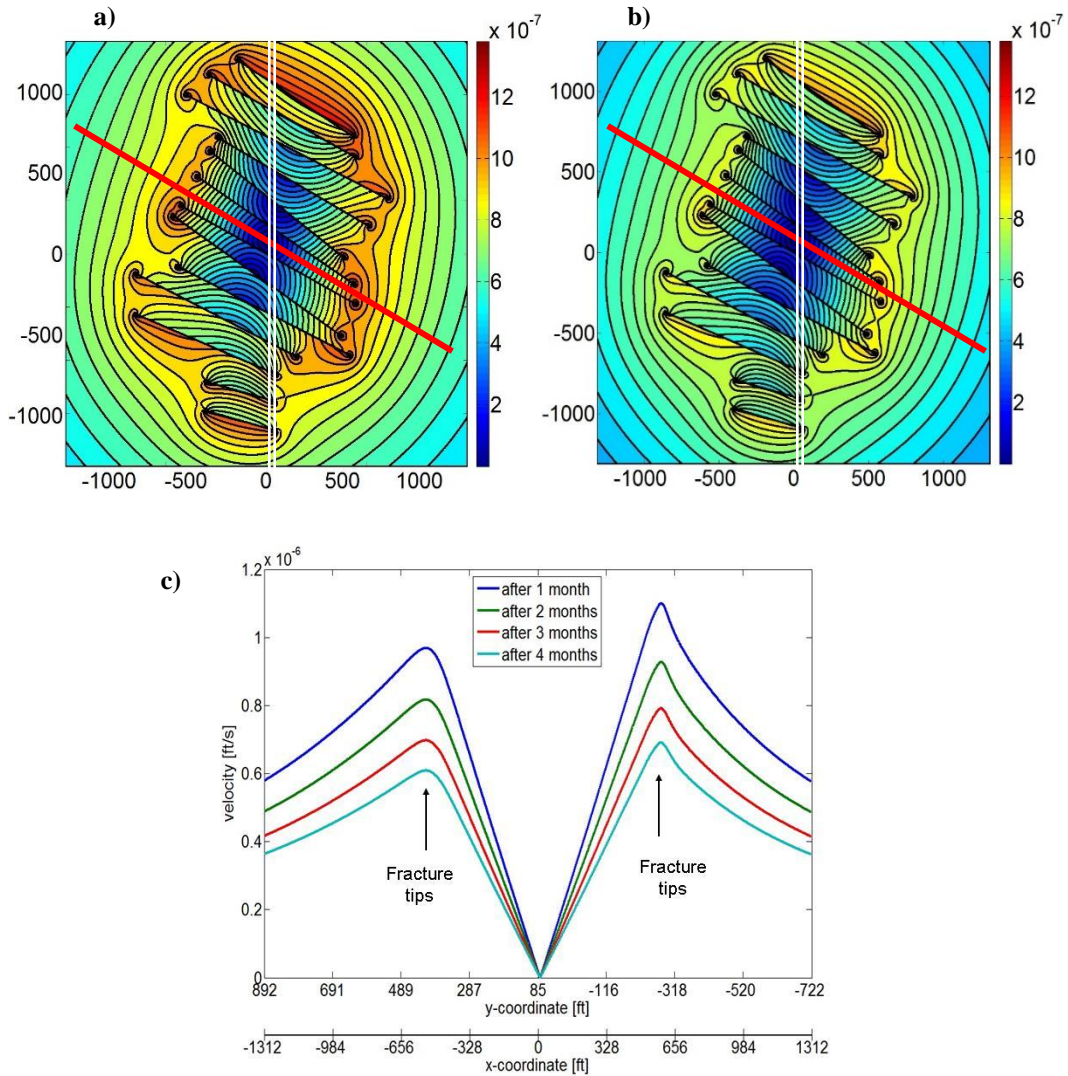 a)
x 10 -7
1000
500
0
-500
-1000
-1000 -500 0 500 1000
12
10
8
6
4
2
b)
x 10 -7
1000
500
0
-500
-1000
-1000 -500 0 500 1000
12
10
8
6
4
2
c)
x 10 -6
1.2
1
0.8
0.6
0.4
0.2
0
velocity [ft/s]
after 1 month
after 2 months
after 3 months
after 4 months
Fracture
tips
Fracture
tips
892 691 489 287 85 -116 -318 -520 -722
y-coordinate [ft]
-1312 -984 -656 -328 0 328 656 984 1312
x-coordinate [ft]